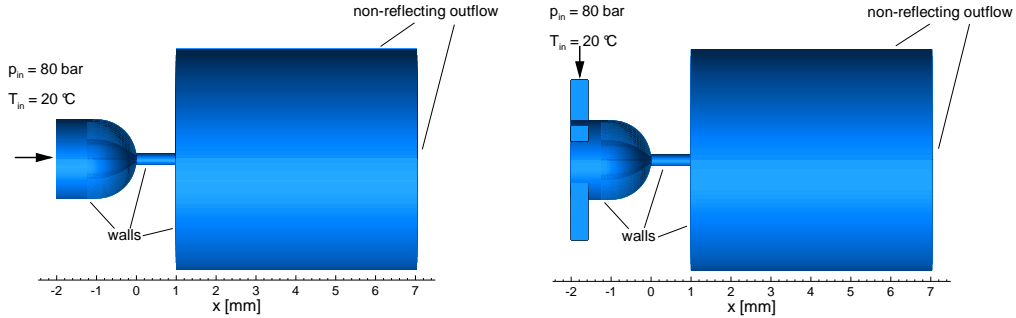 non-reflecting outflow
p_in = 80 bar
T_in = 20 °C
walls
-2 -1 0 1 2 3 4 5 6 7
x [mm]
p_in = 80 bar
non-reflecting outflow
T_in = 20 °C
walls
-2 -1 0 1 2 3 4 5 6 7
x [mm]